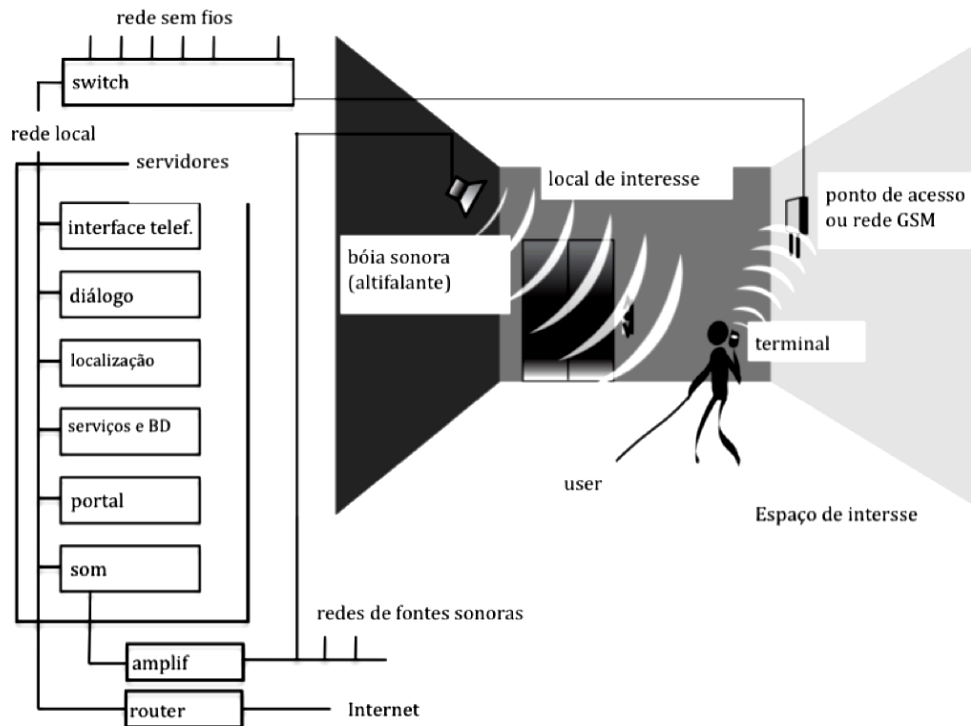 rede sem fios
switch
rede local
servidores
interface telef.
diálogo
localização
serviços e BD
portal
som
amplif
router
Internet
redes de fontes sonoras
bóia sonora
(altifalante)
local de interesse
ponto de acesso
ou rede GSM
terminal
user
Espaço de intersse